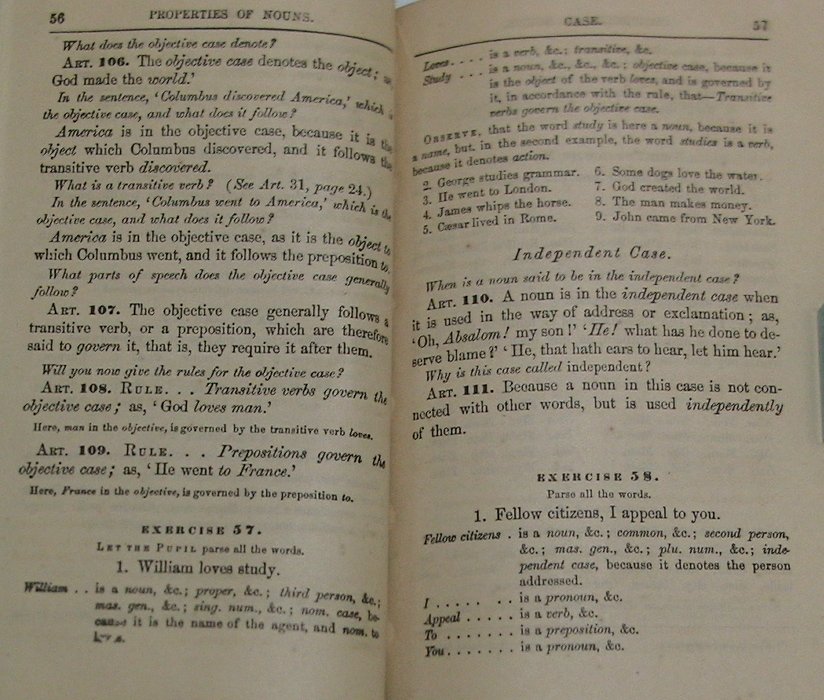 56 PROPERTIES OF NOUNS.
What does the objective case denote?
ART. 106. The objective case denotes the object; as,
God made the world.'
In the sentence, 'Columbus discovered America,' which is
the objective case, and what does it follow?
America is in the objective case, because it is the
object which Columbus discovered, and it follows the
transitive verb discovered.
What is a transitive verb? (See Art. 31, page 24.)
In the sentence, 'Columbus went to America,' which is the
objective case, and what does it follow?
America is in the objective case, as it is the object to
which Columbus went, and it follows the preposition to.
What parts of speech does the objective case generally
follow?
ART. 107. The objective case generally follows a
transitive verb, or a preposition, which are therefore
said to govern it, that is, they require it after them.
Will you now give the rules for the objective case?
ART. 108. RULE. . . Transitive verbs govern the
objective case; as, 'God loves man.'
Here, man in the objective, is governed by the transitive verb loves.
ART. 109. RULE. . . Prepositions govern the
objective case; as, 'He went to France.'
Here, France in the objective, is governed by the preposition to.
EXERCISE 57.
LET THE PUPIL parse all the words.
1. William loves study.
William . . is a noun, &c.; proper, &c.; third person, &c.;
mas. gen., &c.; sing. num., &c.; nom. case, be-
cause it is the name of the agent, and nom. to
CASE. 57
Loves. . . . is a verb, &c.; transitive, &c.
Study . . . is a noun, &c., &c., &c.; objective case, because it
is the object of the verb loves, and is governed by
it, in accordance with the rule, that—Transitive
verbs govern the objective case.
OBSERVE, that the word study is here a noun, because it is
a name, but in the second example, the word studies is a verb,
because it denotes action.
2. George studies grammar.
3. He went to London.
4. James whips the horse.
5. Cæsar lived in Rome.
6. Some dogs love the water.
7. God created the world.
8. The man makes money.
9. John came from New York.
Independent Case.
When is a noun said to be in the independent case?
ART. 110. A noun is in the independent case when
it is used in the way of address or exclamation; as,
'Oh, Absalom! my son!' 'He! what has he done to de-
serve blame?' 'He, that hath ears to hear, let him hear.'
Why is this case called independent?
ART. 111. Because a noun in this case is not con-
nected with other words, but is used independently
of them.
EXERCISE 58.
Parse all the words.
1. Fellow citizens, I appeal to you.
Fellow citizens . is a noun, &c.; common, &c.; second person,
&c.; mas. gen., &c.; plu. num., &c.; inde-
pendent case, because it denotes the person
addressed.
I . . . . . . . . is a pronoun, &c.
Appeal . . . . . is a verb, &c.
To . . . . . . . is a preposition, &c.
You . . . . . . . is a pronoun, &c.